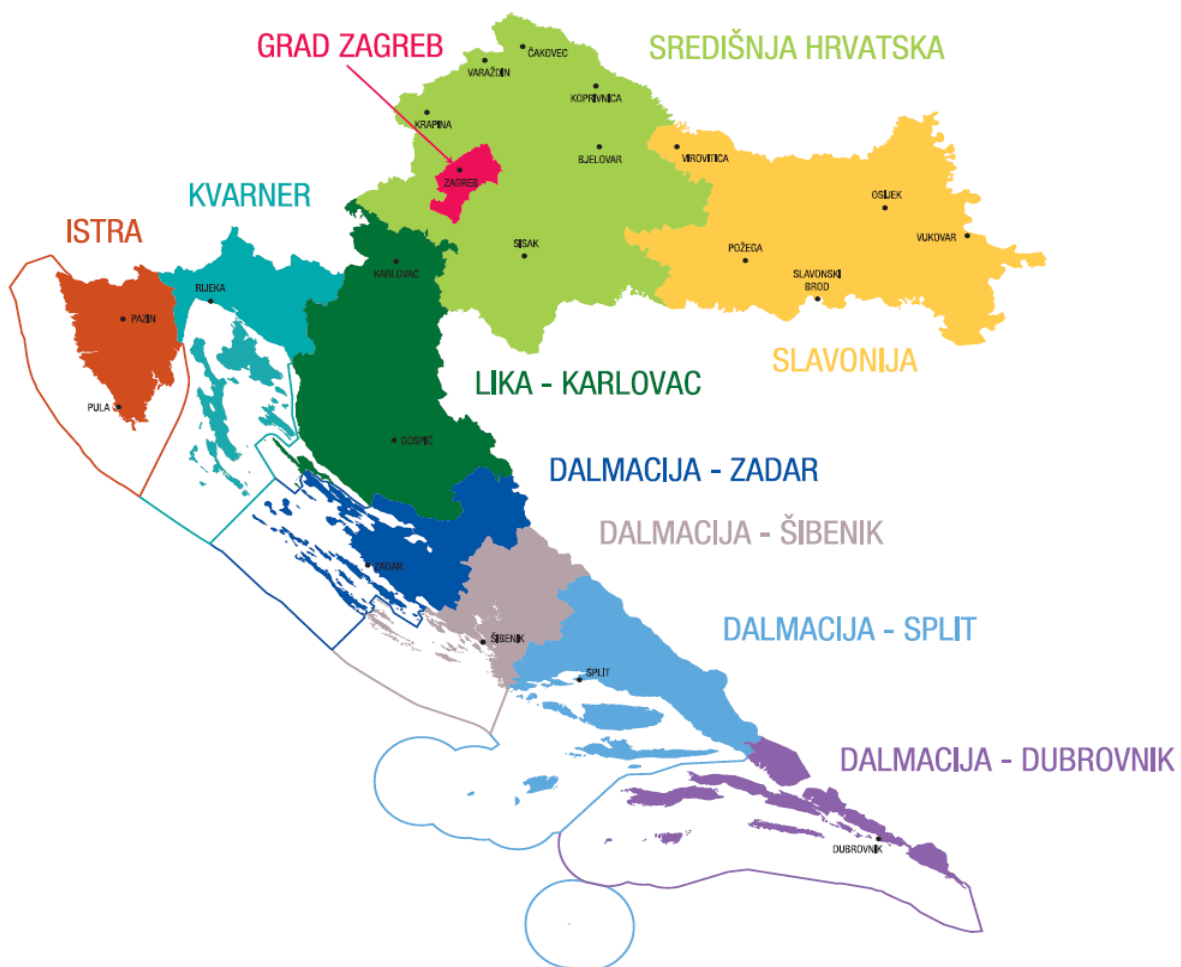 GRAD ZAGREB
SREDIŠNJA HRVATSKA
ČAKOVEC
VARAŽDIN
KOPRIVNICA
KRAPINA
BJELOVAR
VIROVITICA
ZAGREB
KVARNER
OSIJEK
ISTRA
VUKOVAR
SISAK
POŽEGA
KARLOVAC
SLAVONSKI
BROD
RIJEKA
PAZIN
SLAVONIJA
LIKA - KARLOVAC
PULA
GOSPIĆ
DALMACIJA - ZADAR
DALMACIJA - ŠIBENIK
ZADAR
DALMACIJA - SPLIT
ŠIBENIK
SPLIT
DALMACIJA - DUBROVNIK
DUBROVNIK